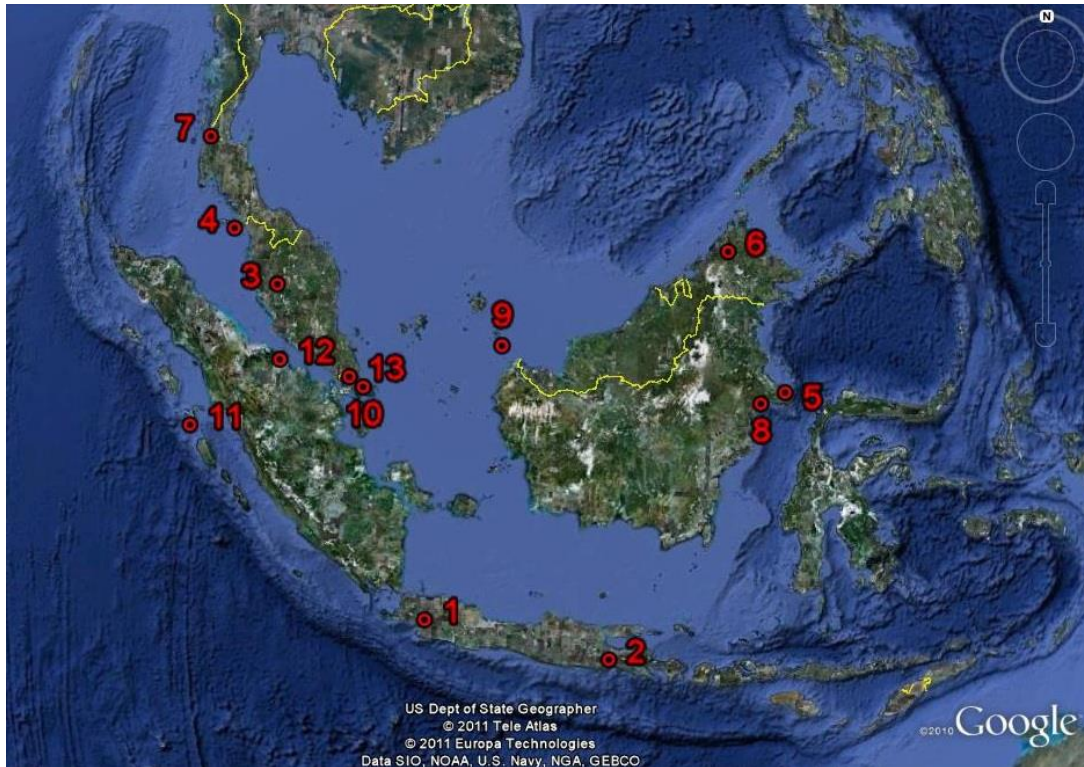 N
7
4
6
3
9
12
13
5
10
8
11
1
2
US Dept of State Geographer
© 2011 Tele Atlas
© 2011 Europa Technologies
Data SIO, NOAA, U.S. Navy, NGA, GEBCO
©2010 Google